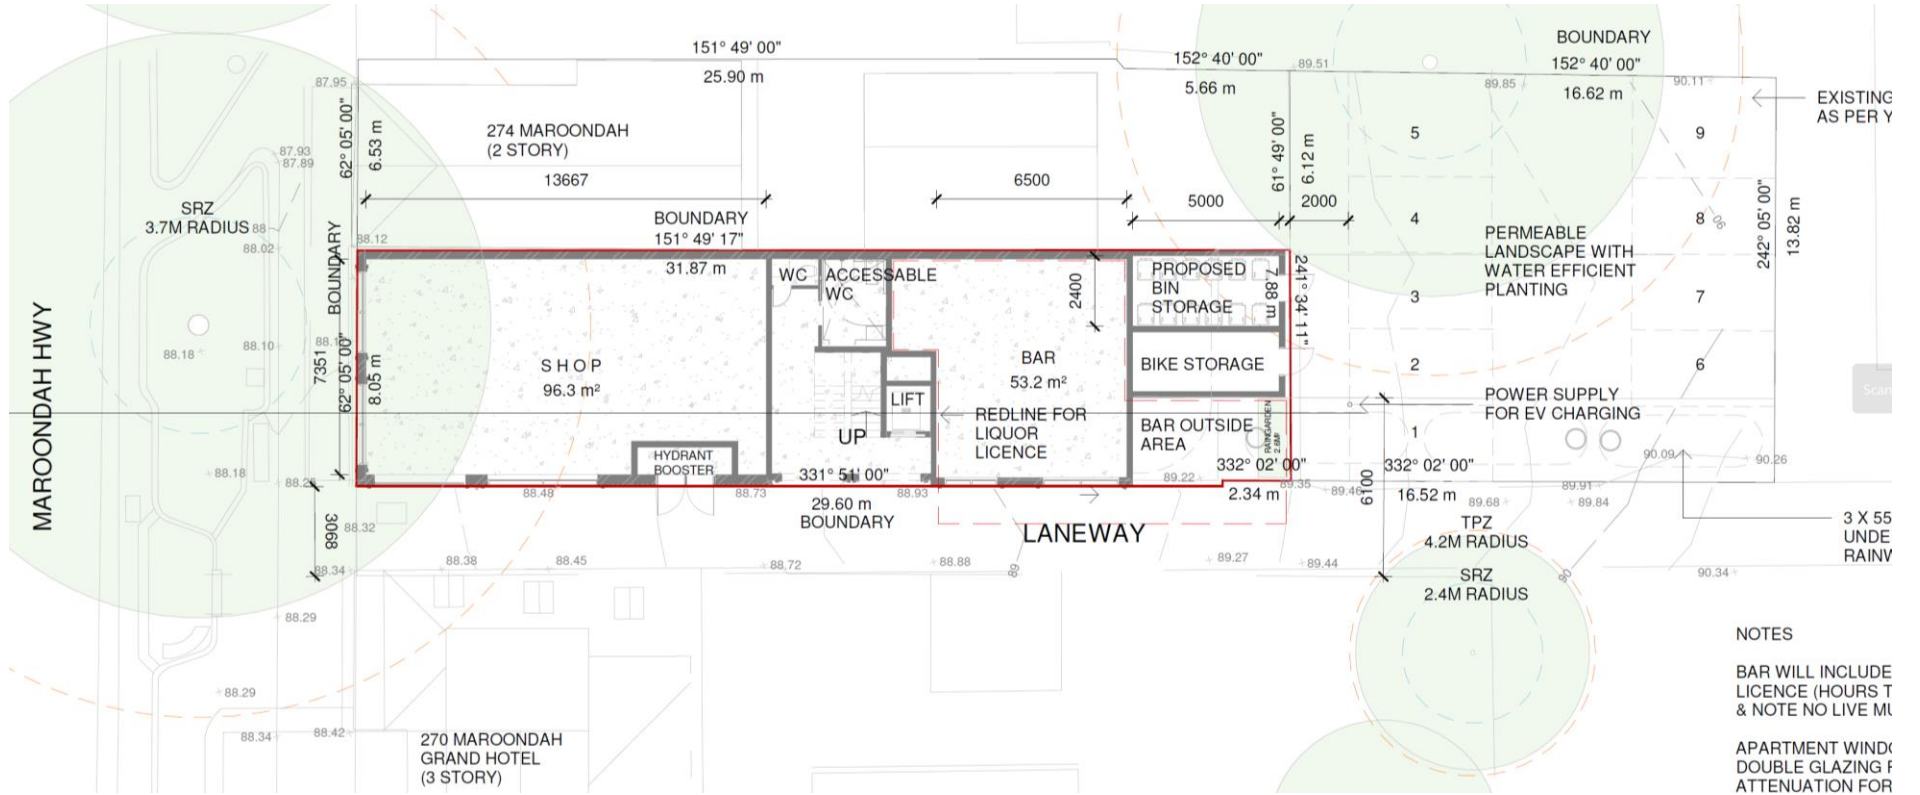 151° 49' 00"
25.90 m
152° 40' 00"
5.66 m
BOUNDARY
152° 40' 00"
16.62 m
89.51
89.85
90.11
87.95
62° 05' 00"
6.53 m
274 MAROONDAH
(2 STORY)
87.93
87.89
13667
6500
61° 49' 00"
6.12 m
5000
2000
5
9
4
8
3
7
2
6
1
EXISTING
AS PER Y
242° 05' 00"
13.82 m
90
SRZ
3.7M RADIUS
88
88.02
88.12
BOUNDARY
151° 49' 17"
31.87 m
PERMEABLE
LANDSCAPE WITH
WATER EFFICIENT
PLANTING
BOUNDARY
62° 05' 00"
8.05 m
7351
MAROONDAH HWY
88.18
88.10
WC
ACCESSABLE
WC
2400
PROPOSED
BIN
STORAGE
241° 34' 11"
7.88 m
SHOP
96.3 m²
BAR
53.2 m²
BIKE STORAGE
LIFT
REDLINE FOR
LIQUOR
LICENCE
BAR OUTSIDE
AREA
RAINGARDEN
POWER SUPPLY
FOR EV CHARGING
Scan
UP
HYDRANT
BOOSTER
88.18
331° 51' 00"
29.60 m
BOUNDARY
88.48
88.73
88.93
89.22
332° 02' 00"
2.34 m
89.35
89.46
6100
332° 02' 00"
16.52 m
89.68
89.91
89.84
90.09
90.26
3098
88.32
88.34
88.38
88.45
88.72
88.88
89
LANEWAY
89.27
89.44
TPZ
4.2M RADIUS
SRZ
2.4M RADIUS
90
90.34
3 X 55
UNDE
RAINW
88.29
88.29
88.34
88.42
270 MAROONDAH
GRAND HOTEL
(3 STORY)
NOTES
BAR WILL INCLUDE
LICENCE (HOURS T
& NOTE NO LIVE MU
APARTMENT WINDO
DOUBLE GLAZING F
ATTENUATION FOR